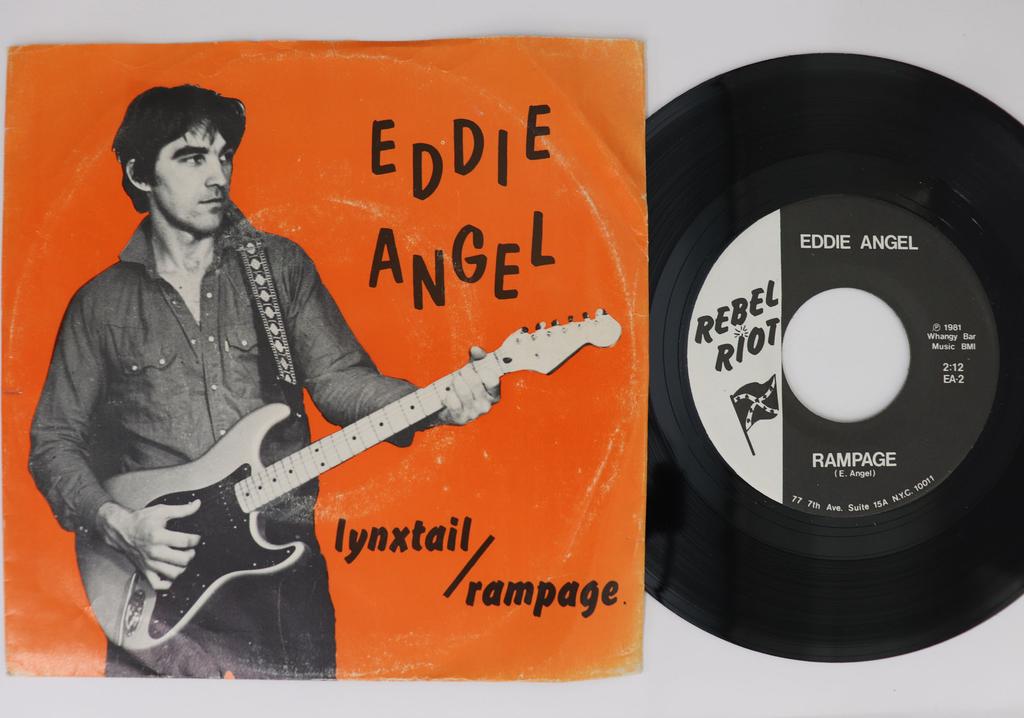 EDDIE
ANGEL
lynxtail/
rampage.
EDDIE ANGEL
REBEL
RIOT
℗ 1981
Whangy Bar
Music BMI
2:12
EA-2
RAMPAGE
(E. Angel)
77 7th Ave. Suite 15A N.Y.C. 10011